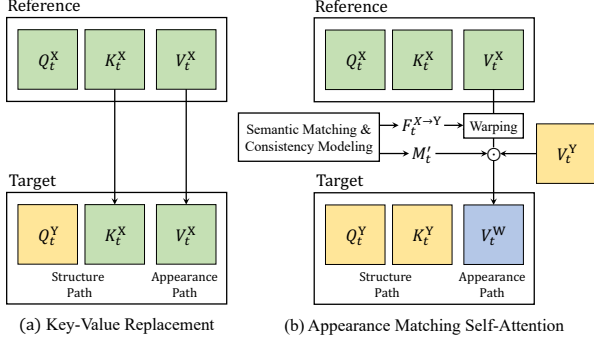 Reference
Q_t^X K_t^X V_t^X
Target
Q_t^Y K_t^X V_t^X
Structure Path
Appearance Path
(a) Key-Value Replacement
Reference
Q_t^X K_t^X V_t^X
Semantic Matching &
Consistency Modeling
F_t^{X→Y}
Warping
M_t′
V_t^Y
Target
Q_t^Y K_t^Y V_t^W
Structure Path
Appearance Path
(b) Appearance Matching Self-Attention